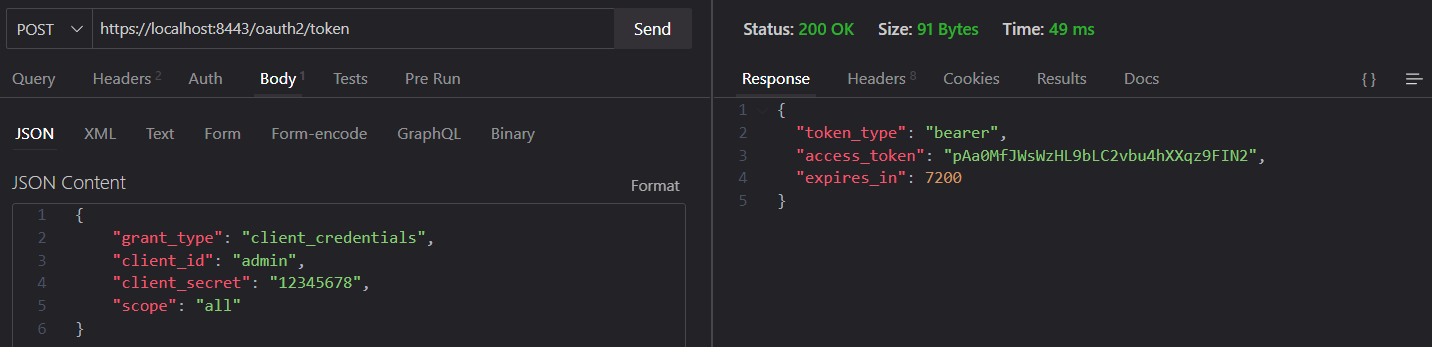 POST https://localhost:8443/oauth2/token Send
Query Headers 2 Auth Body 1 Tests Pre Run
JSON XML Text Form Form-encode GraphQL Binary
JSON Content
Format
1 {
2 "grant_type": "client_credentials",
3 "client_id": "admin",
4 "client_secret": "12345678",
5 "scope": "all"
6 }
Status: 200 OK Size: 91 Bytes Time: 49 ms
Response Headers 8 Cookies Results Docs { }
1 {
2 "token_type": "bearer",
3 "access_token": "pAa0MfJWsWzHL9bLC2vbu4hXXqz9FIN2",
4 "expires_in": 7200
5 }